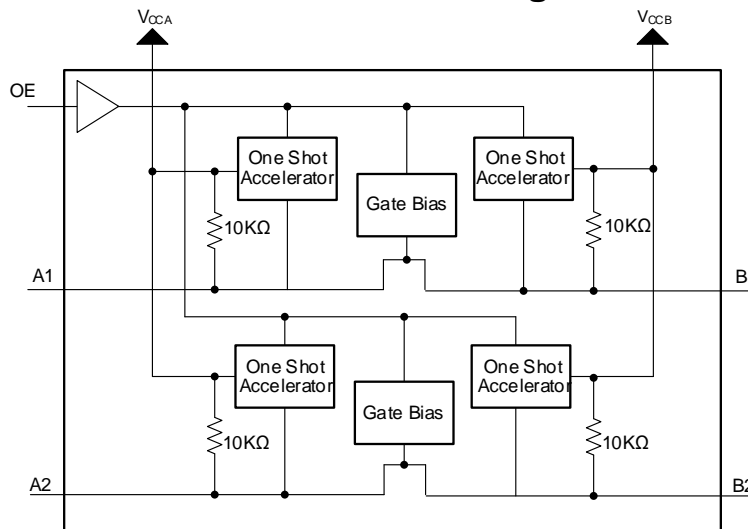 VCCA
VCCB
OE
One Shot
Accelerator
One Shot
Accelerator
Gate Bias
10KΩ
10KΩ
A1
B
One Shot
Accelerator
One Shot
Accelerator
Gate Bias
10KΩ
10KΩ
A2
B2